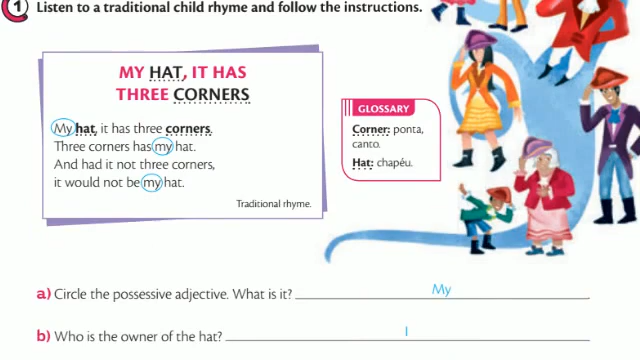 1 Listen to a traditional child rhyme and follow the instructions.
MY HAT, IT HAS
THREE CORNERS
My hat, it has three corners.
Three corners has my hat.
And had it not three corners,
it would not be my hat.
Traditional rhyme.
GLOSSARY
Corner: ponta,
canto.
Hat: chapéu.
a) Circle the possessive adjective. What is it? My
b) Who is the owner of the hat? I